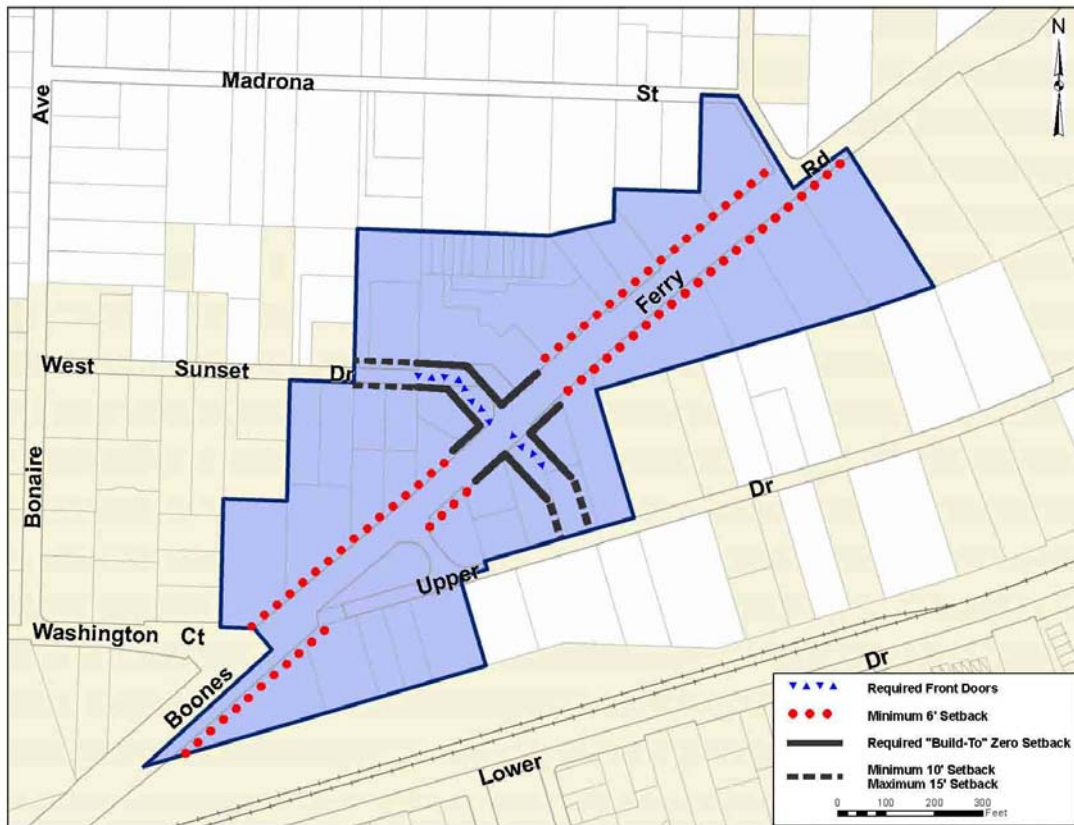 N
Madrona St
Ave
Rd
Ferry
West Sunset Dr
Bonaire
Dr
Upper
Washington Ct
Boones
Dr
Lower
Required Front Doors
Minimum 6' Setback
Required "Build-To" Zero Setback
Minimum 10' Setback
Maximum 15' Setback
0 100 200 300
Feet